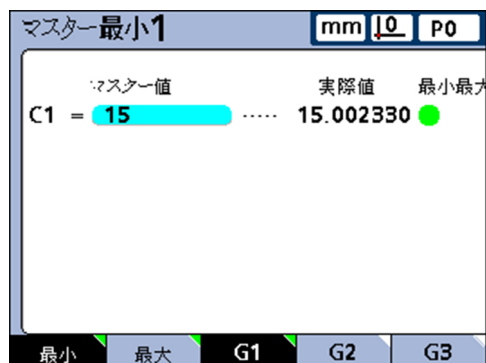 マスター最小1 mm 0 P0
マスター値 実際値 最小最大
C1 = 15 ..... 15.002330
最小 最大 G1 G2 G3